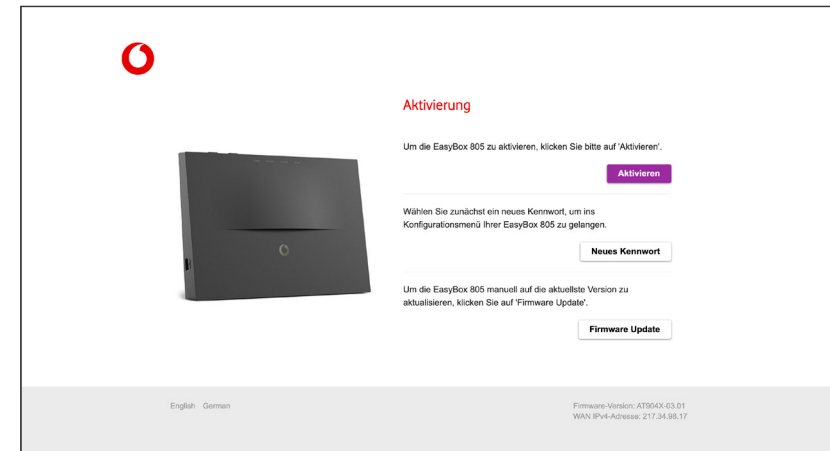 Aktivierung
Um die EasyBox 805 zu aktivieren, klicken Sie bitte auf 'Aktivieren'.
Aktivieren
Wählen Sie zunächst ein neues Kennwort, um ins
Konfigurationsmenü Ihrer EasyBox 805 zu gelangen.
Neues Kennwort
Um die EasyBox 805 manuell auf die aktuellste Version zu
aktualisieren, klicken Sie auf 'Firmware Update'.
Firmware Update
English German
Firmware-Version: AT904X-03.01
WAN IPv4-Adresse: 217.34.98.17